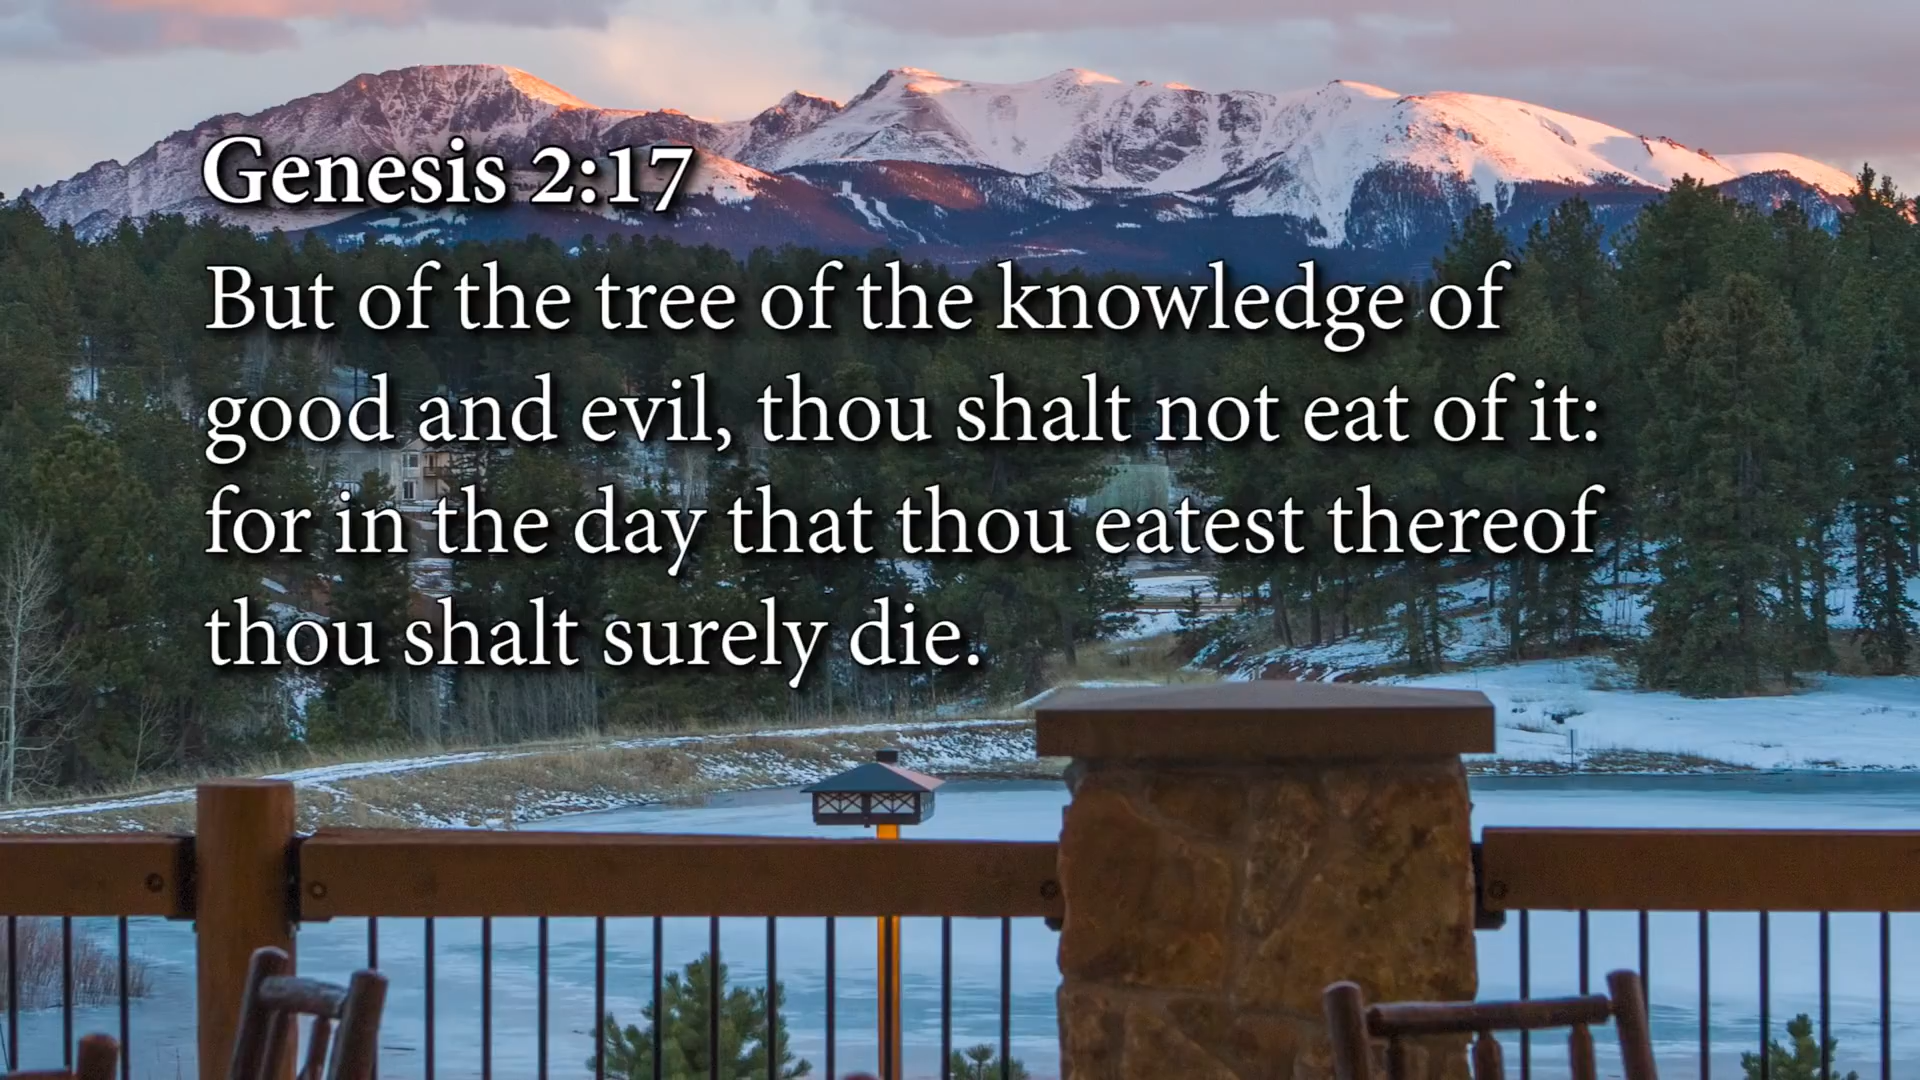 Genesis 2:17
But of the tree of the knowledge of
good and evil, thou shalt not eat of it:
for in the day that thou eatest thereof
thou shalt surely die.